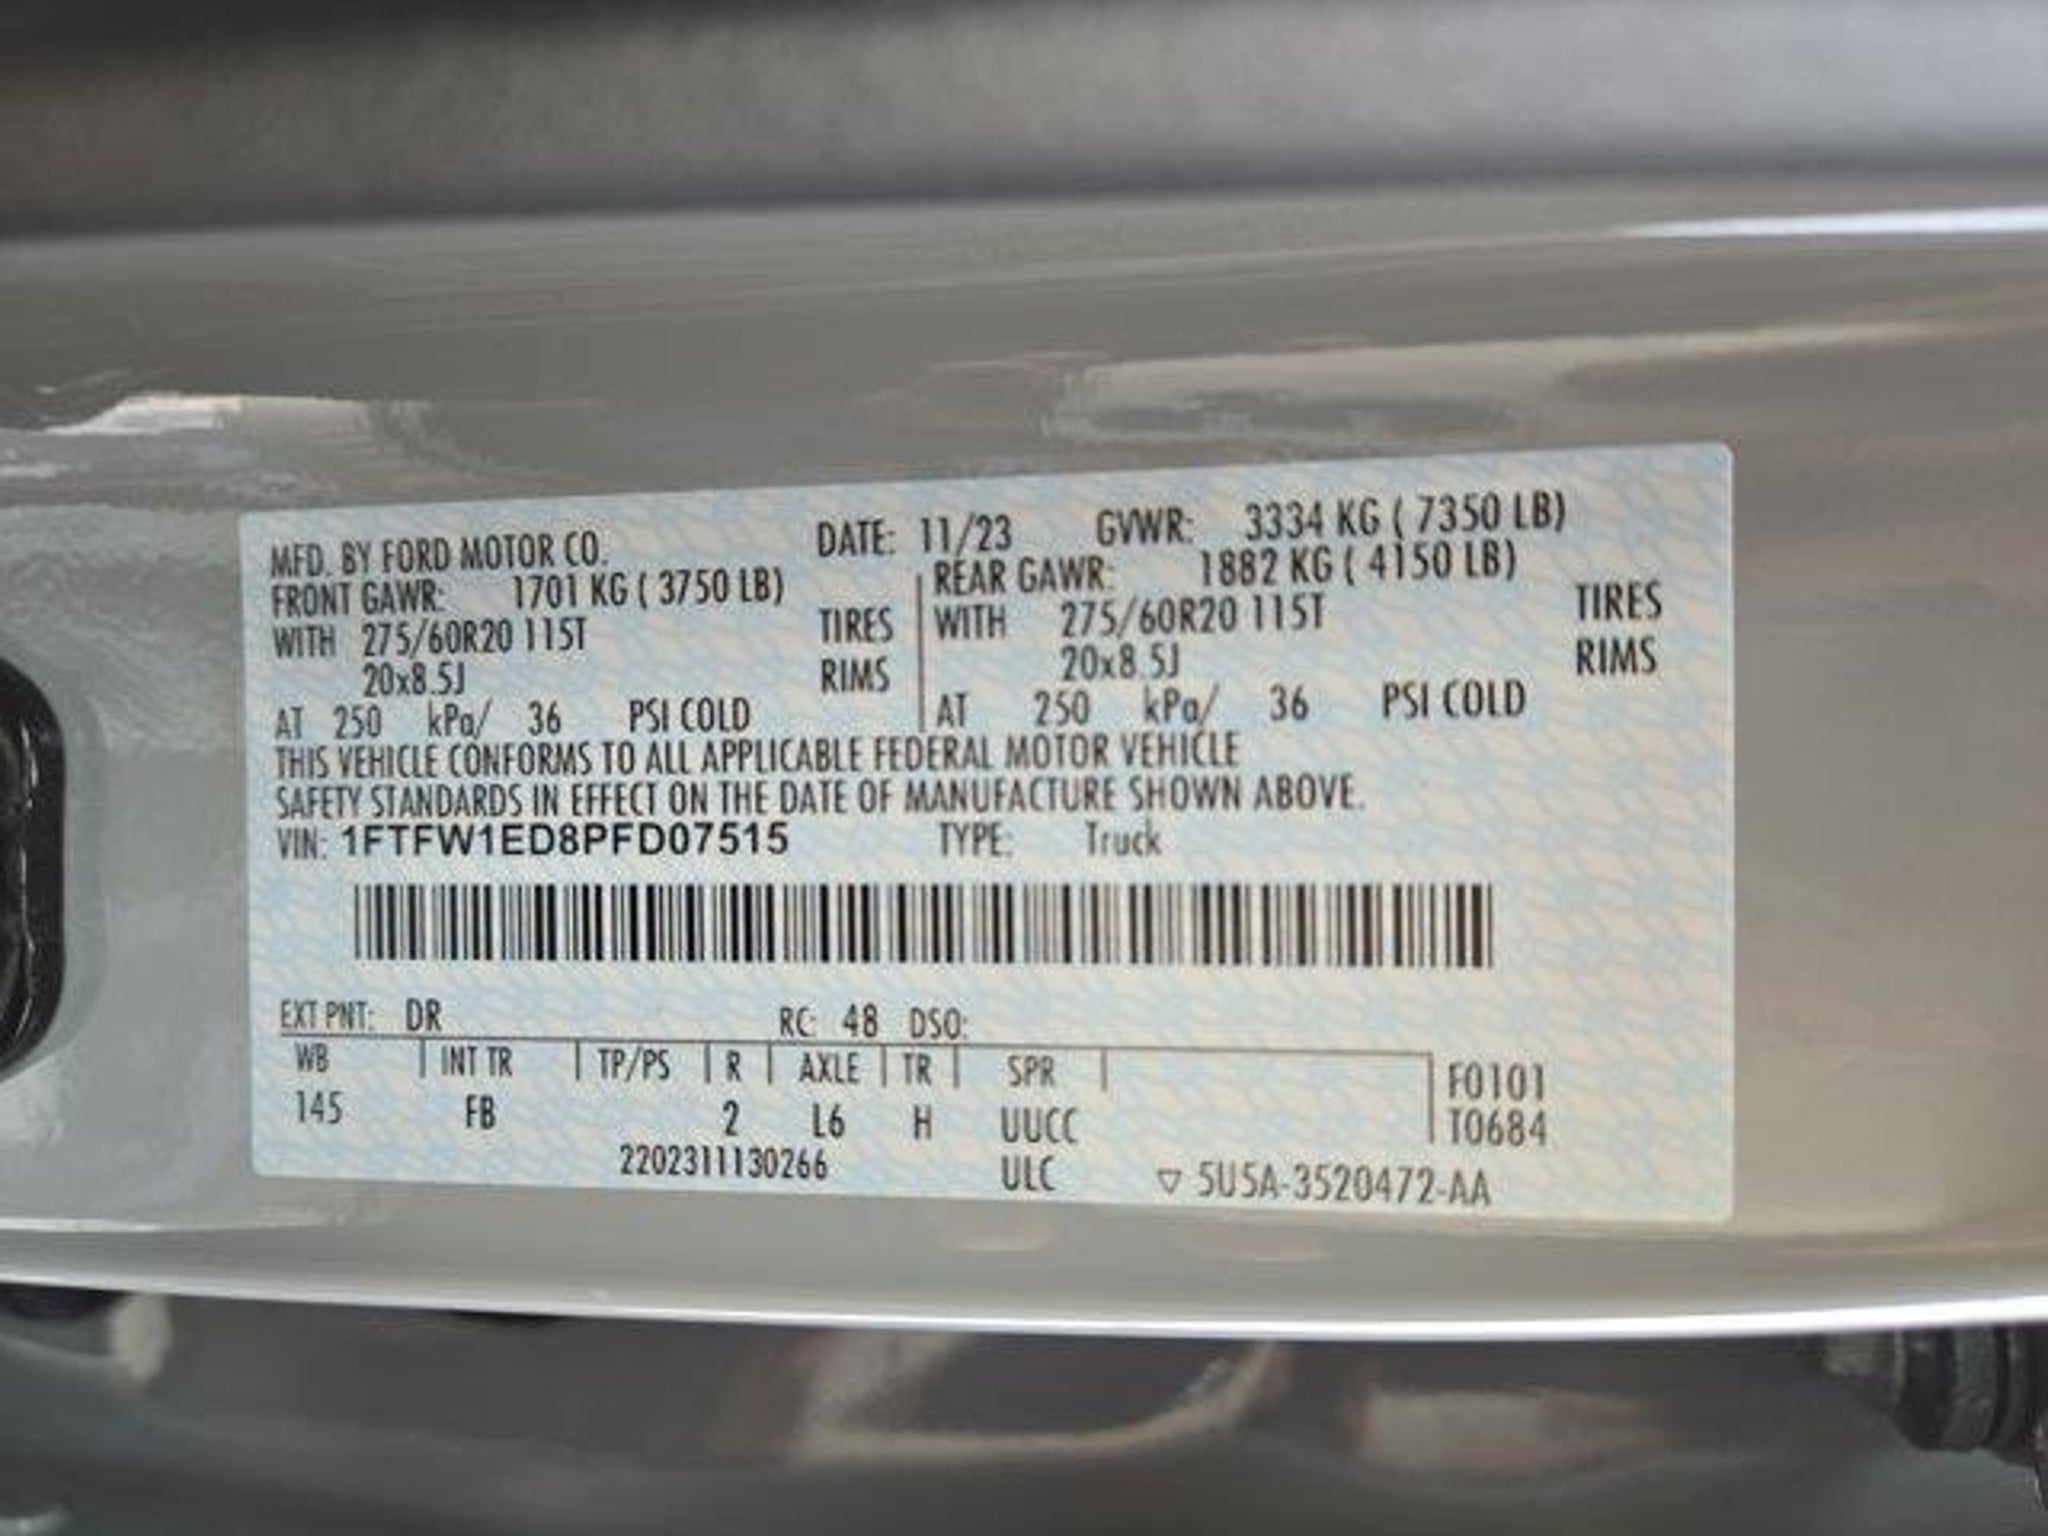 MFD. BY FORD MOTOR CO. DATE: 11/23 GVWR: 3334 KG ( 7350 LB)
FRONT GAWR: 1701 KG ( 3750 LB) REAR GAWR: 1882 KG ( 4150 LB)
WITH 275/60R20 115T TIRES WITH 275/60R20 115T TIRES
20x8.5J RIMS 20x8.5J RIMS
AT 250 kPa/ 36 PSI COLD AT 250 kPa/ 36 PSI COLD
THIS VEHICLE CONFORMS TO ALL APPLICABLE FEDERAL MOTOR VEHICLE
SAFETY STANDARDS IN EFFECT ON THE DATE OF MANUFACTURE SHOWN ABOVE.
VIN: 1FTFW1ED8PFD07515 TYPE: Truck
EXT PNT: DR RC: 48 DSO:
WB INT TR TP/PS R AXLE TR SPR F0101
145 FB 2 L6 H UUCC T0684
2202311130266 ULC ▽ 5U5A-3520472-AA